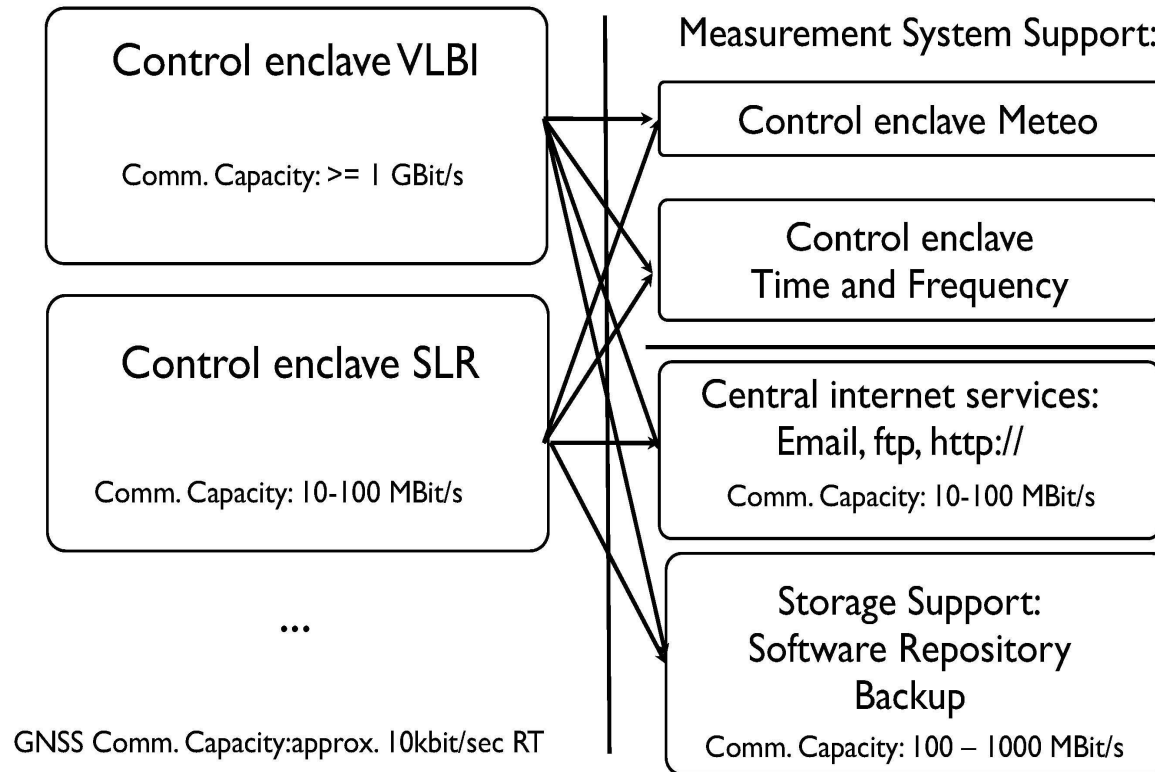 Control enclave VLBI
Comm. Capacity: >= 1 GBit/s
Control enclave SLR
Comm. Capacity: 10-100 MBit/s
...
GNSS Comm. Capacity:approx. 10kbit/sec RT
Measurement System Support:
Control enclave Meteo
Control enclave
Time and Frequency
Central internet services:
Email, ftp, http://
Comm. Capacity: 10-100 MBit/s
Storage Support:
Software Repository
Backup
Comm. Capacity: 100 – 1000 MBit/s